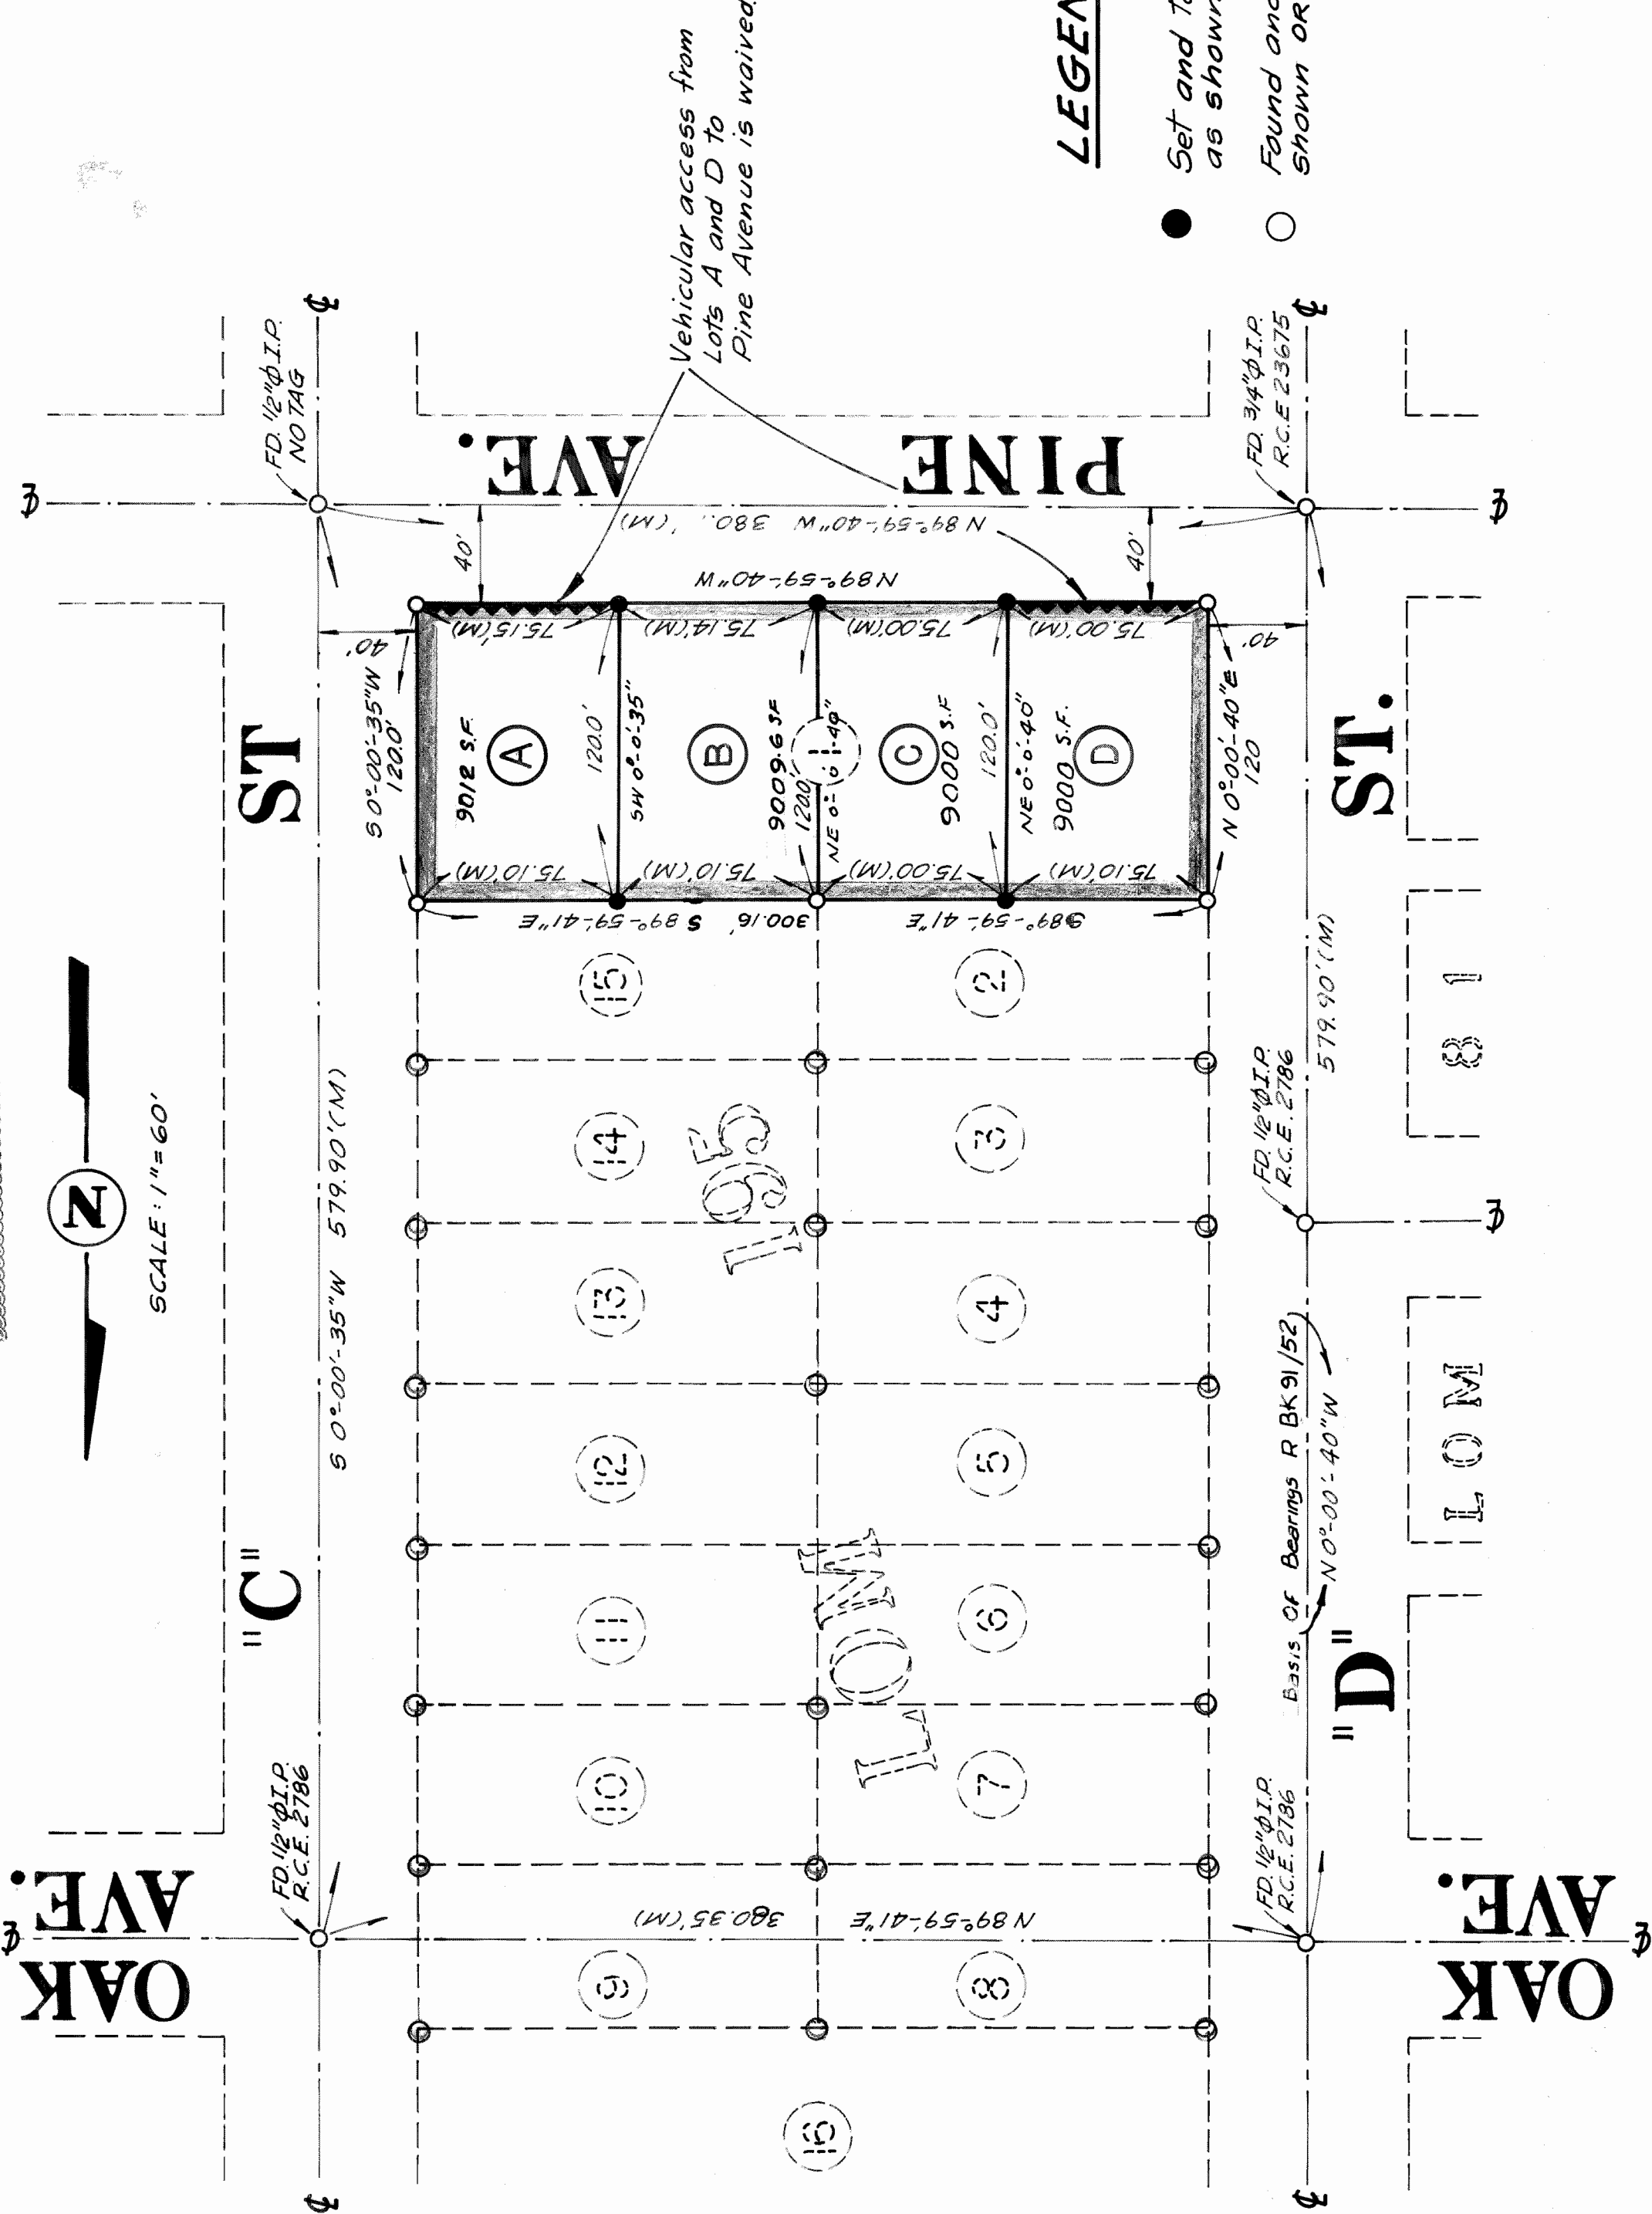 N
SCALE: 1"=60'
"C" ST
S 0°-00'-35"W 579.90'(M)
FD. 1/2"Φ I.P.
R.C.E. 2786
FD. 1/2"Φ I.P.
NO TAG
OAK AVE.
N 89°-59'-41"E 380.35'(M)
PINE AVE.
N 89°-59'-40"W 380.
(M)
N89°-59'-40"W
40'
40'
40'
40'
S 0°-00'-35"W
120.0'
75.15'(M)
75.14'(M)
75.00'(M)
75.00'(M)
9012 S.F.
A
120.0'
SW 0°-0'-35"
B
9009.6 SF
120.0'
1
C
9000 S.F
120.0'
NE 0°-0'-40"
9000 S.F.
D
N 0°-00'-40"E
120
75.10'(M)
75.10'(M)
75.00'(M)
75.10'(M)
S 89°-59'-41"E
300.16'
S89°-59'-41"E
15
14
13
12
11
10
9
2
3
4
5
6
7
8
16
LOM 195
Vehicular access from
Lots A and D to
Pine Avenue is waived.
LEGEN
Set and
as shown
Found and
shown OR
FD. 3/4"Φ I.P.
R.C.E 23675
FD. 1/2"Φ I.P.
R.C.E. 2786
FD. 1/2"Φ I.P.
R.C.E. 2786
579.90'(M)
Basis OF Bearings R BK 91/52
N 0°-00'-40"W
"D" ST.
LOM 81
OAK AVE.